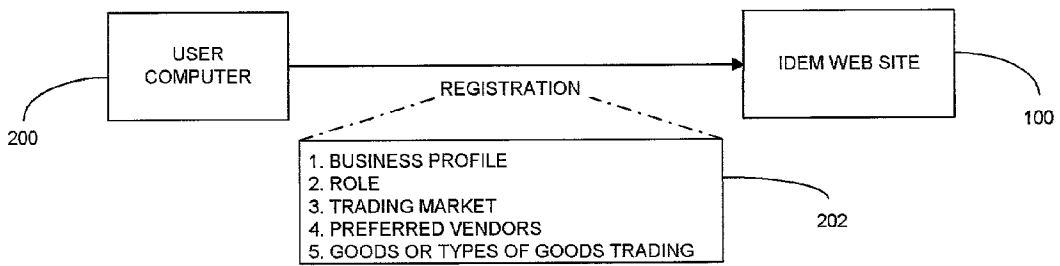 USER
COMPUTER
IDEM WEB SITE
REGISTRATION
200
100
1. BUSINESS PROFILE
2. ROLE
3. TRADING MARKET
4. PREFERRED VENDORS
5. GOODS OR TYPES OF GOODS TRADING
202